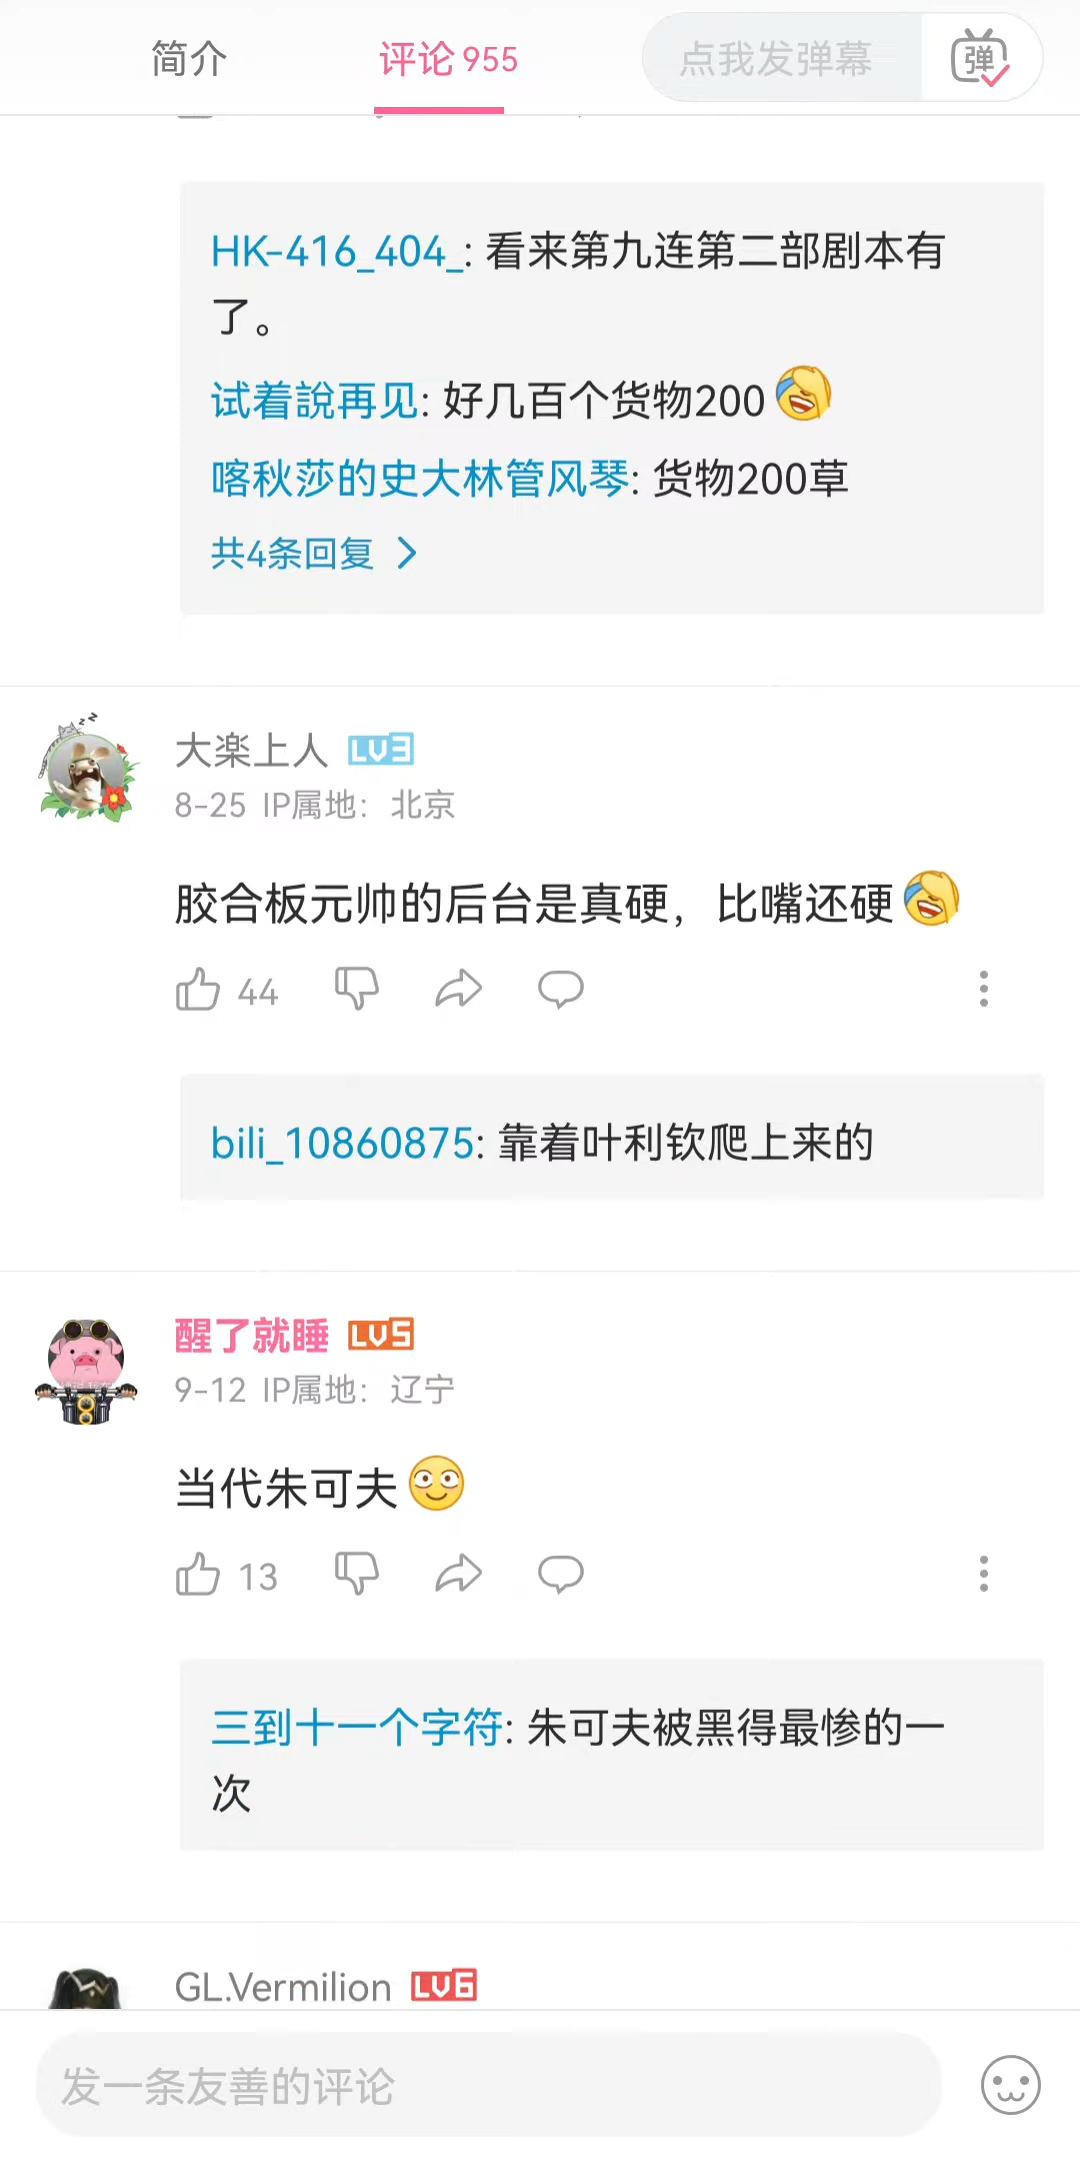 简介
评论 955
点我发弹幕
弹
HK-416_404_: 看来第九连第二部剧本有
了。
试着說再见: 好几百个货物200
喀秋莎的史大林管风琴: 货物200草
共4条回复
大楽上人 LV3
8-25 IP属地：北京
胶合板元帅的后台是真硬，比嘴还硬
44
bili_10860875: 靠着叶利钦爬上来的
醒了就睡 LV5
9-12 IP属地：辽宁
当代朱可夫
13
三到十一个字符: 朱可夫被黑得最惨的一
次
GL.Vermilion LV6
发一条友善的评论